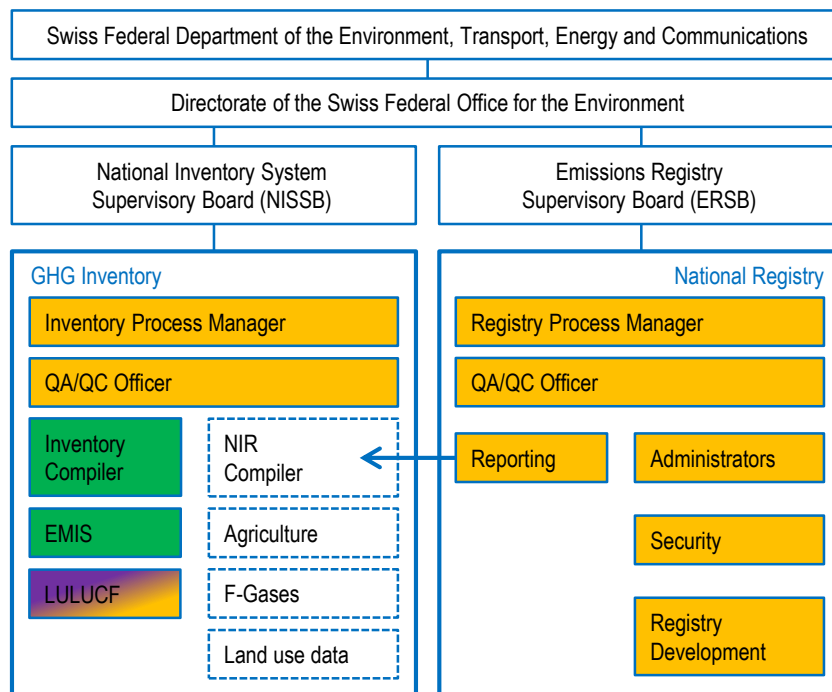 Swiss Federal Department of the Environment, Transport, Energy and Communications
Directorate of the Swiss Federal Office for the Environment
National Inventory System
Supervisory Board (NISSB)
Emissions Registry
Supervisory Board (ERSB)
GHG Inventory
Inventory Process Manager
QA/QC Officer
Inventory
Compiler
NIR
Compiler
EMIS
Agriculture
LULUCF
F-Gases
Land use data
National Registry
Registry Process Manager
QA/QC Officer
Reporting
Administrators
Security
Registry
Development